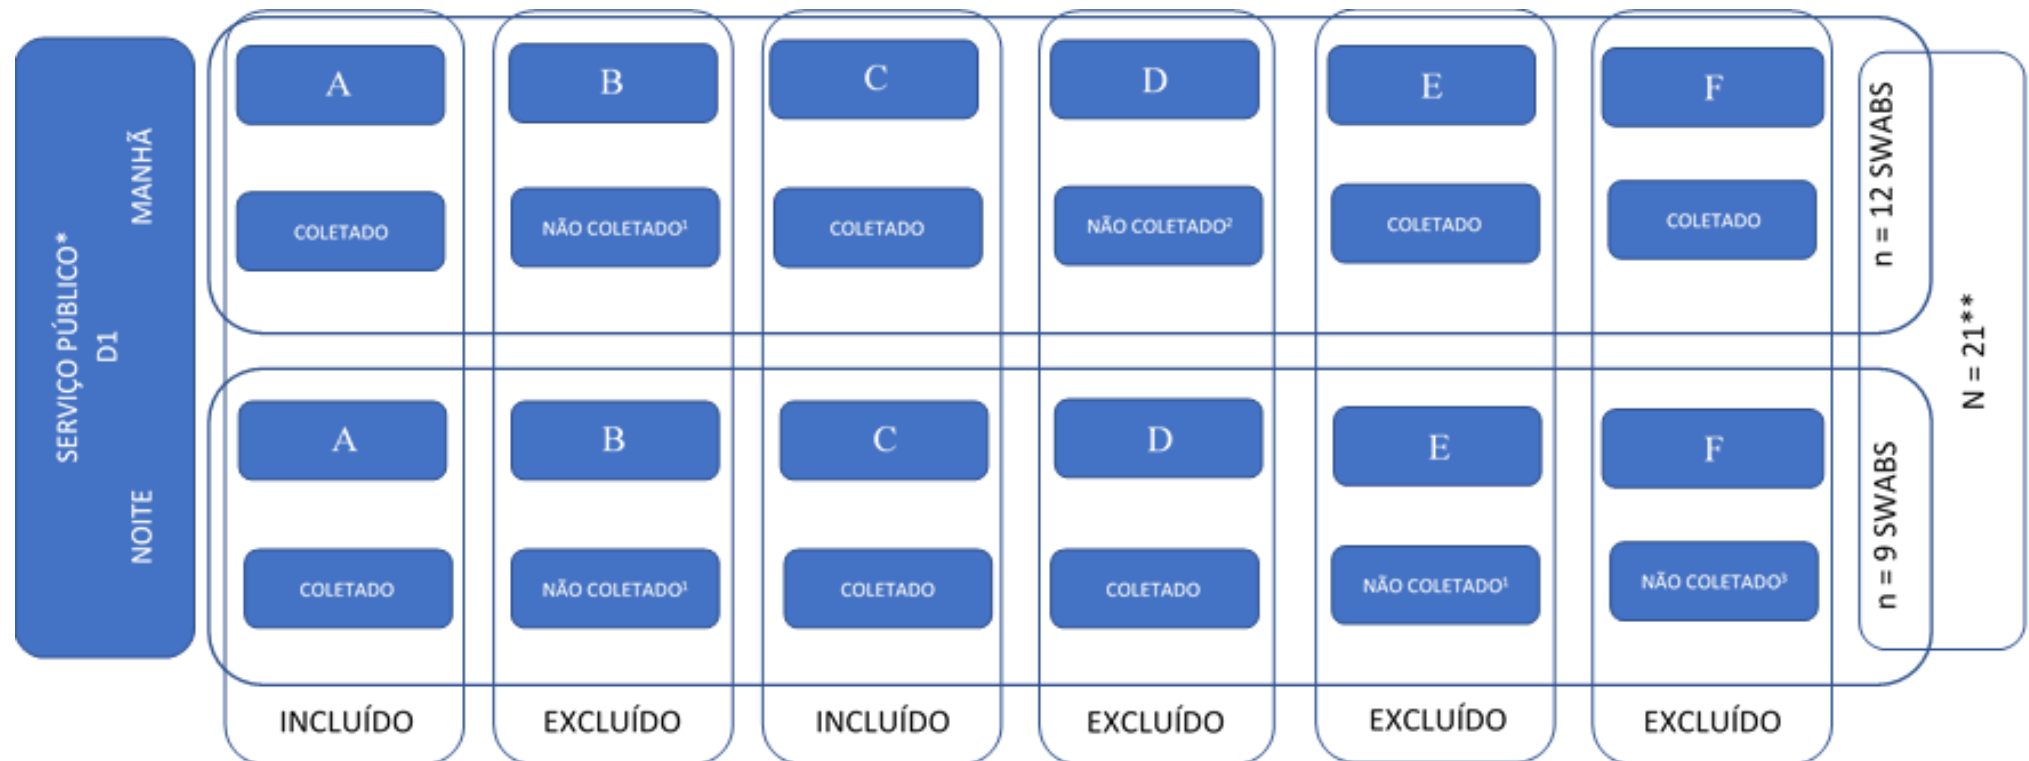 SERVIÇO PÚBLICO*
D1
MANHÃ
NOITE
A
B
C
D
E
F
COLETADO
NÃO COLETADO¹
COLETADO
NÃO COLETADO²
COLETADO
COLETADO
n = 12 SWABS
A
B
C
D
E
F
COLETADO
NÃO COLETADO¹
COLETADO
COLETADO
NÃO COLETADO¹
NÃO COLETADO³
n = 9 SWABS
N = 21**
INCLUÍDO
EXCLUÍDO
INCLUÍDO
EXCLUÍDO
EXCLUÍDO
EXCLUÍDO